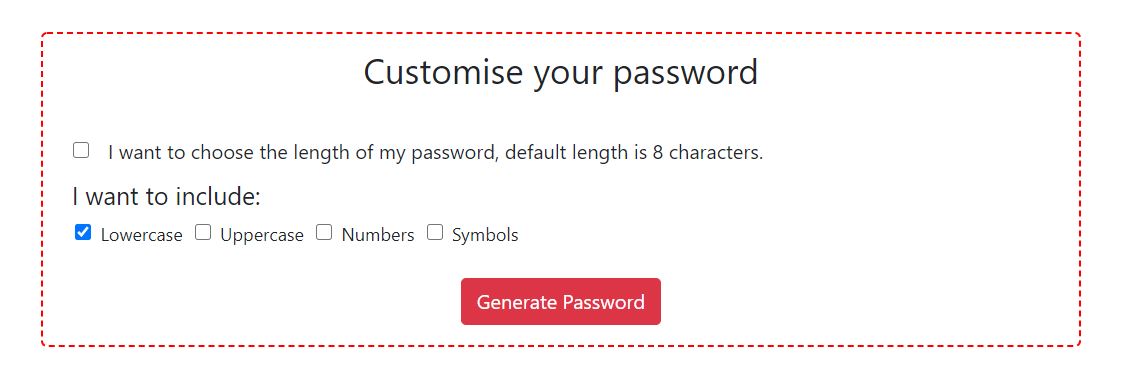 Customise your password
I want to choose the length of my password, default length is 8 characters.
I want to include:
Lowercase Uppercase Numbers Symbols
Generate Password